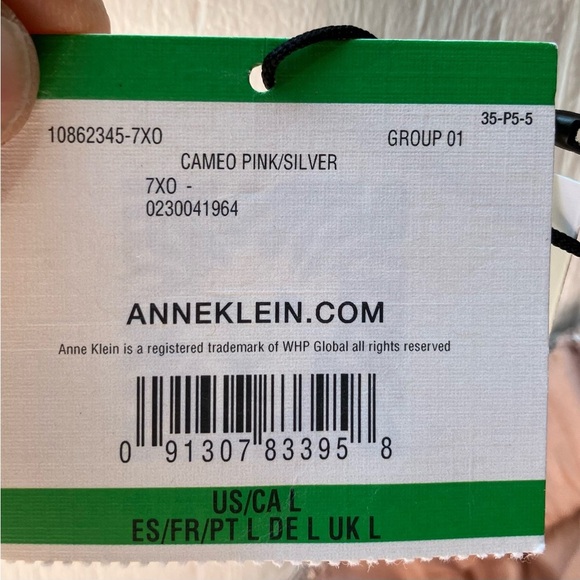 35-P5-5
10862345-7XO GROUP 01
CAMEO PINK/SILVER
7XO -
0230041964
ANNEKLEIN.COM
Anne Klein is a registered trademark of WHP Global all rights reserved
0 91307 83395 8
US/CA L
ES/FR/PT L DE L UK L